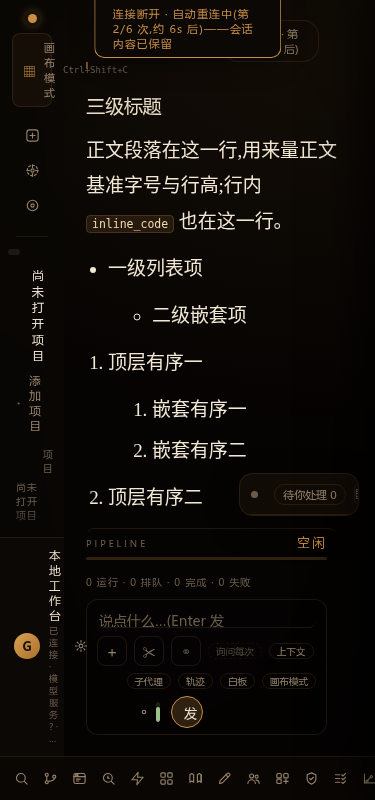 连接断开 · 自动重连中(第
2/6 次,约 6s 后)——会话
内容已保留
· 第
后)
画
布
模
式
Ctrl+Shift+C
三级标题
正文段落在这一行,用来量正文
基准字号与行高;行内
inline_code 也在这一行。
• 一级列表项
◦ 二级嵌套项
1. 顶层有序一
1. 嵌套有序一
2. 嵌套有序二
2. 顶层有序二
尚
未
打
开
项
目
添
加
项
目
项
目
尚未
打开
项目
待你处理 0
PIPELINE 空闲
0 运行 · 0 排队 · 0 完成 · 0 失败
本
地
工
作
台
已
连
接
·
模
型
服
务
? ·
...
G
说点什么...(Enter 发
询问每次 上下文
子代理 轨迹 白板 画布模式
发